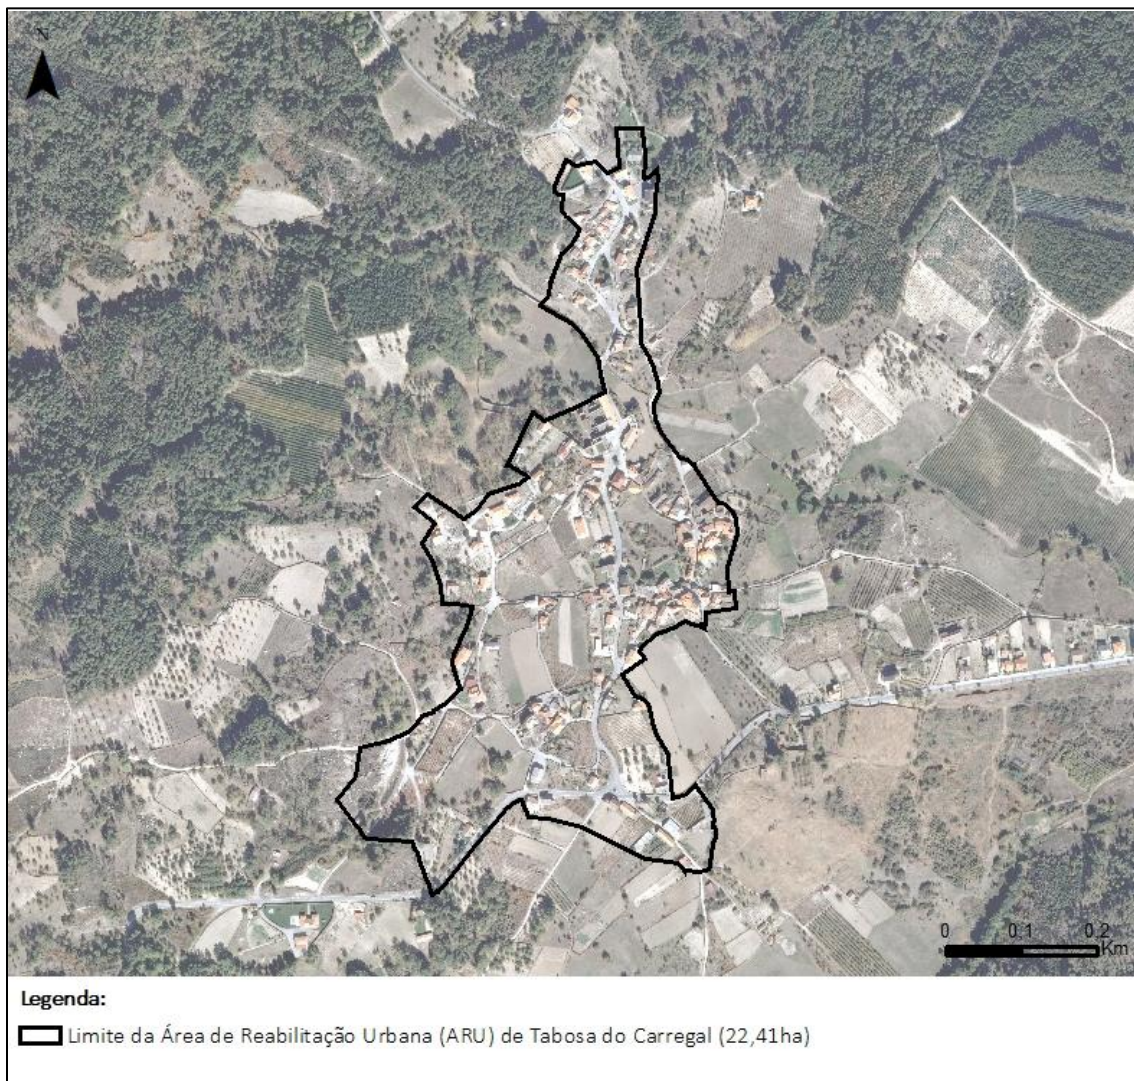 N
0 0.1 0.2
Km
Legenda:
Limite da Área de Reabilitação Urbana (ARU) de Tabosa do Carregal (22,41ha)